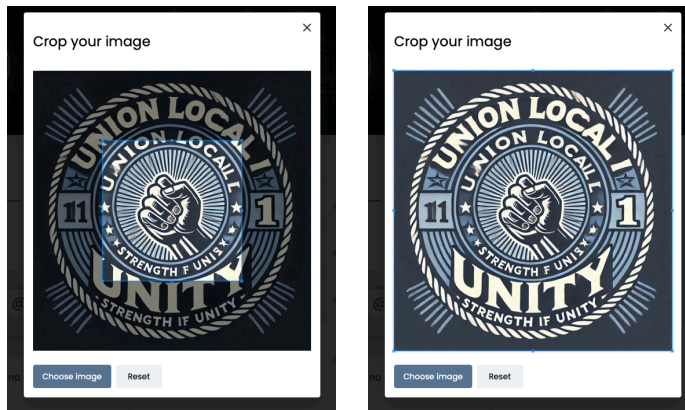 Crop your image
UNION LOCAL I
UNION LOCALL
11
1
STRENGTH F UNIS
UNITY
STRENGTH IF UNITY
Choose image
Reset
Crop your image
UNION LOCAL I
UNION LOCALL
11
1
STRENGTH F UNIS
UNITY
STRENGTH IF UNITY
Choose image
Reset